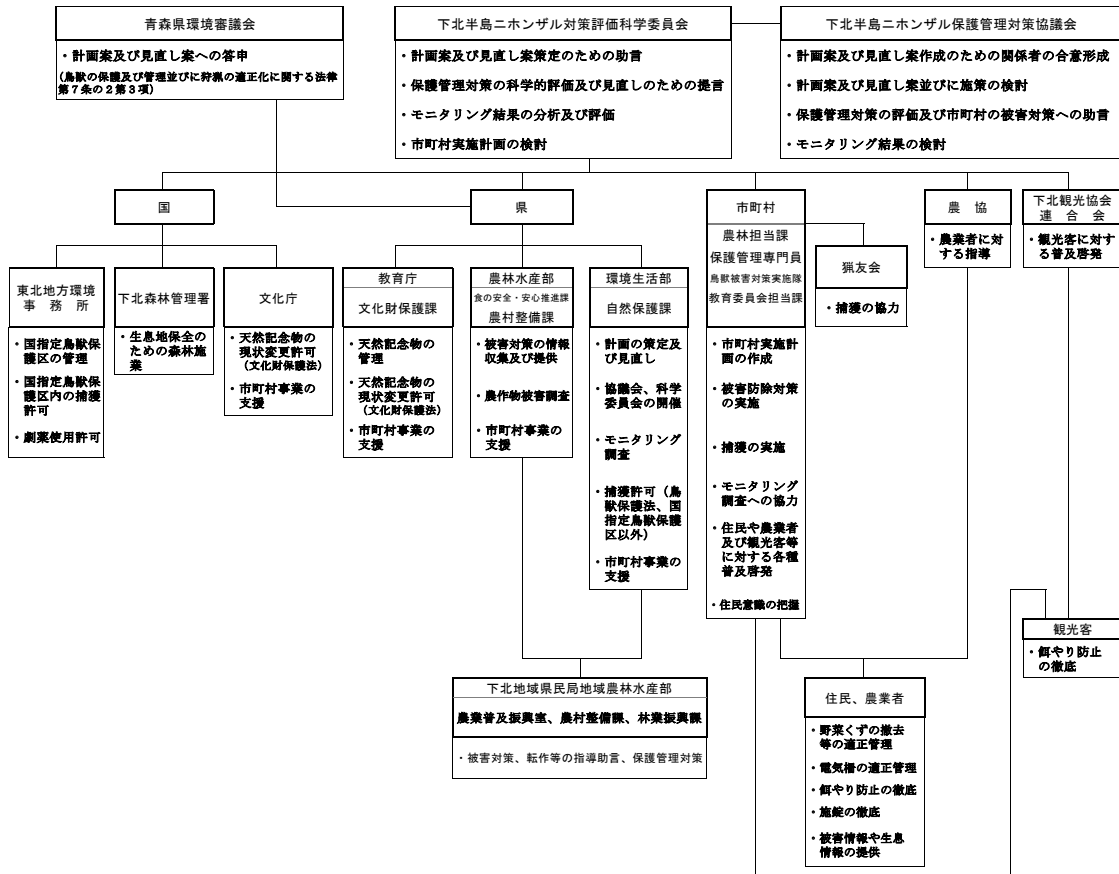 青森県環境審議会
・計画案及び見直し案への答申
（鳥獣の保護及び管理並びに狩猟の適正化に関する法律
第７条の２第３項）
下北半島ニホンザル対策評価科学委員会
・計画案及び見直し案策定のための助言
・保護管理対策の科学的評価及び見直しのための提言
・モニタリング結果の分析及び評価
・市町村実施計画の検討
下北半島ニホンザル保護管理対策協議会
・計画案及び見直し案作成のための関係者の合意形成
・計画案及び見直し案並びに施策の検討
・保護管理対策の評価及び市町村の被害対策への助言
・モニタリング結果の検討
国
東北地方環境
事　務　所
・国指定鳥獣保
護区の管理
・国指定鳥獣保
護区内の捕獲
許可
・劇薬使用許可
下北森林管理署
・生息地保全の
ための森林施
業
文化庁
・天然記念物の
現状変更許可
（文化財保護法）
・市町村事業の
支援
県
教育庁
文化財保護課
・天然記念物の
管理
・天然記念物の
現状変更許可
（文化財保護法）
・市町村事業の
支援
農林水産部
食の安全・安心推進課
農村整備課
・被害対策の情報
収集及び提供
・農作物被害調査
・市町村事業の
支援
環境生活部
自然保護課
・計画の策定及
び見直し
・協議会、科学
委員会の開催
・モニタリング
調査
・捕獲許可（鳥
獣保護法、国
指定鳥獣保護
区以外）
・市町村事業の
支援
下北地域県民局地域農林水産部
農業普及振興室、農村整備課、林業振興課
・被害対策、転作等の指導助言、保護管理対策
市町村
農林担当課
保護管理専門員
鳥獣被害対策実施隊
教育委員会担当課
・市町村実施計
画の作成
・被害防除対策
の実施
・捕獲の実施
・モニタリング
調査への協力
・住民や農業者
及び観光客等
に対する各種
普及啓発
・住民意識の把握
猟友会
・捕獲の協力
農　協
・農業者に対
する指導
下北観光協会
連　合　会
・観光客に対す
る普及啓発
観光客
・餌やり防止
の徹底
住民、農業者
・野菜くずの撤去
等の適正管理
・電気柵の適正管理
・餌やり防止の徹底
・施錠の徹底
・被害情報や生息
情報の提供